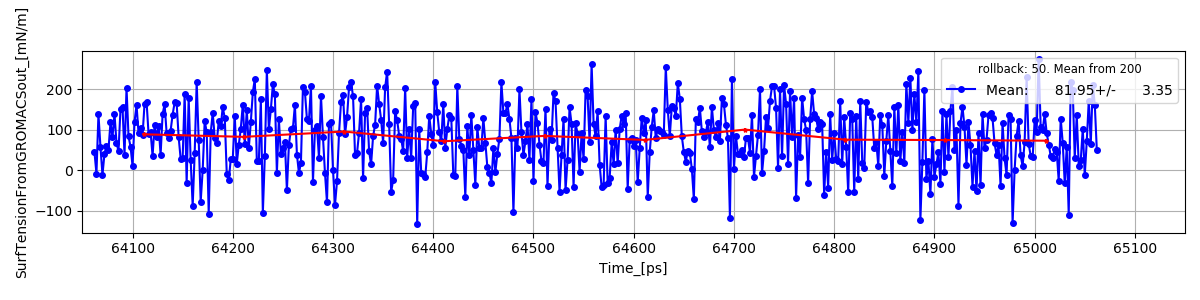 SurfTensionFromGROMACSout_[mN/m]
200
100
0
−100
rollback: 50. Mean from 200
Mean: 81.95+/- 3.35
64100 64200 64300 64400 64500 64600 64700 64800 64900 65000 65100
Time_[ps]